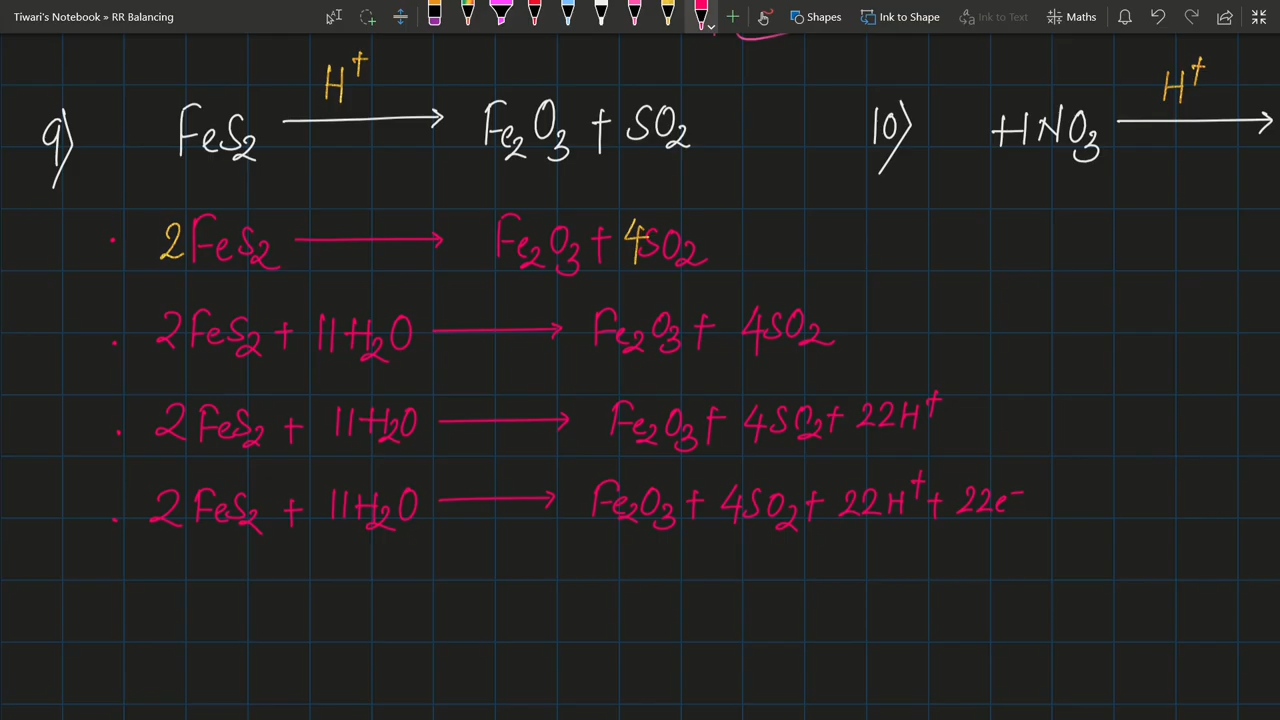 Tiwari's Notebook » RR Balancing
Shapes Ink to Shape Ink to Text Maths
9) FeS₂ —H⁺→ Fe₂O₃ + SO₂ 10) HNO₃ —H⁺→
2FeS₂ → Fe₂O₃ + 4SO₂
2FeS₂ + 11H₂O → Fe₂O₃ + 4SO₂
2FeS₂ + 11H₂O → Fe₂O₃ + 4SO₂ + 22H⁺
2FeS₂ + 11H₂O → Fe₂O₃ + 4SO₂ + 22H⁺ + 22e⁻